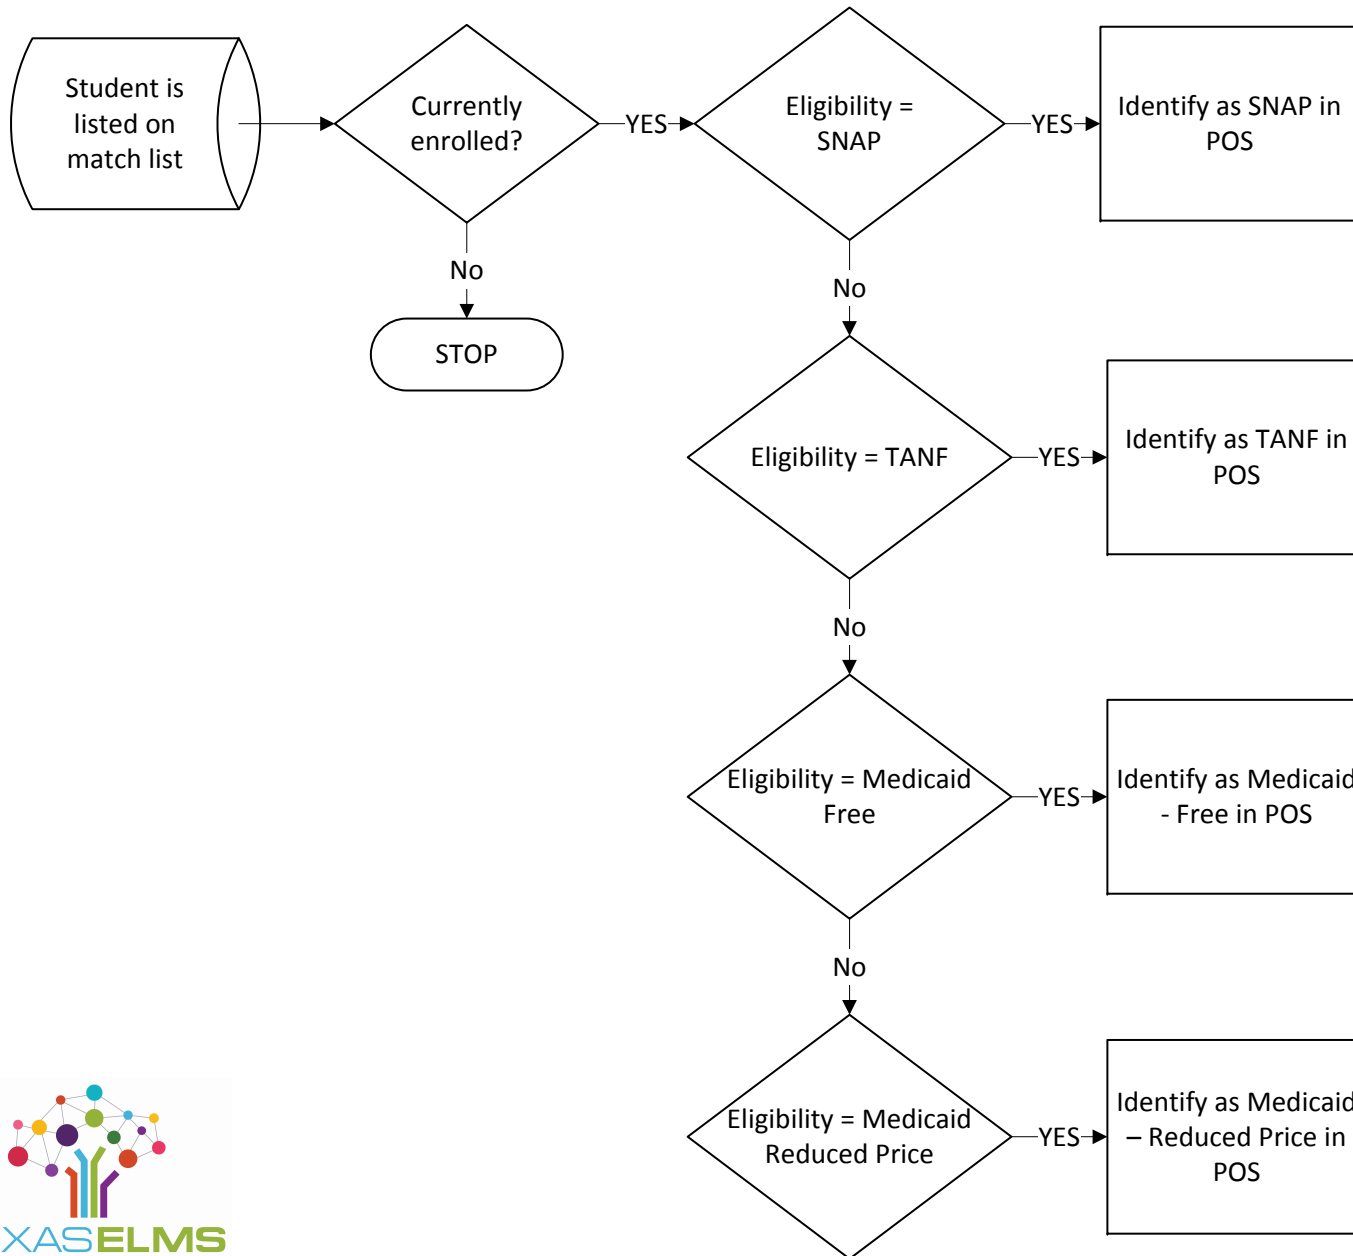 Student is
listed on
match list
Currently
enrolled?
YES
Eligibility =
SNAP
YES
Identify as SNAP in
POS
No
STOP
No
Eligibility = TANF
YES
Identify as TANF in
POS
No
Eligibility = Medicaid
Free
YES
Identify as Medicaid
- Free in POS
No
Eligibility = Medicaid
Reduced Price
YES
Identify as Medicaid
– Reduced Price in
POS
XASELMS